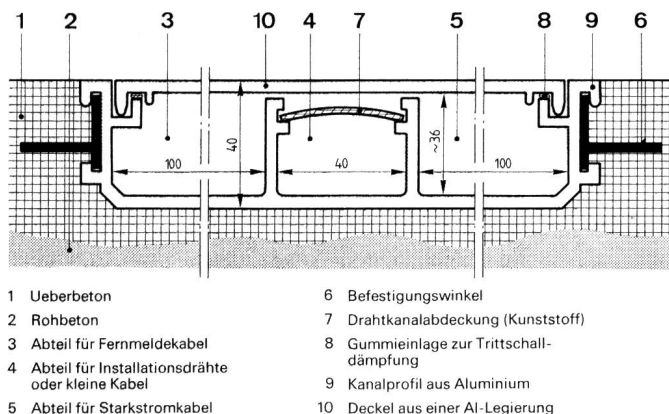 1 2 3 10 4 7 5 8 9 6
100 40 40 ~36 100
1 Ueberbeton
2 Rohbeton
3 Abteil für Fernmeldekabel
4 Abteil für Installationsdrähte
oder kleine Kabel
5 Abteil für Starkstromkabel
6 Befestigungswinkel
7 Drahtkanalabdeckung (Kunststoff)
8 Gummieinlage zur Trittschall-
dämpfung
9 Kanalprofil aus Aluminium
10 Deckel aus einer Al-Legierung